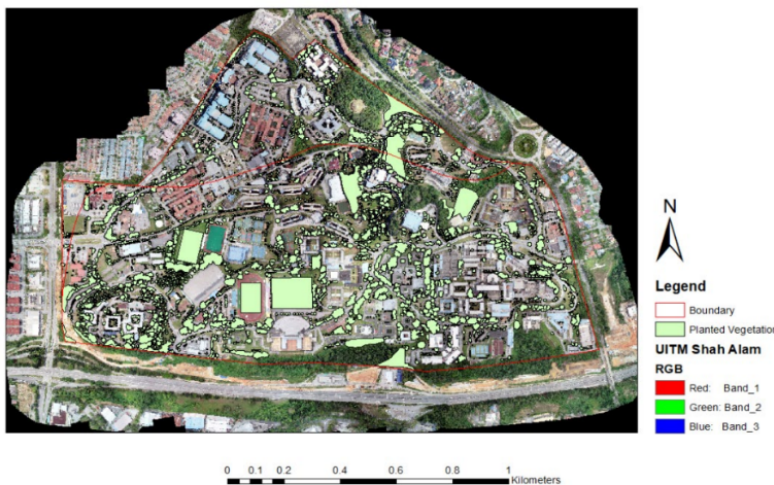 N
Legend
Boundary
Planted Vegetation
UITM Shah Alam
RGB
Red: Band_1
Green: Band_2
Blue: Band_3
0 0.1 0.2 0.4 0.6 0.8 1
Kilometers